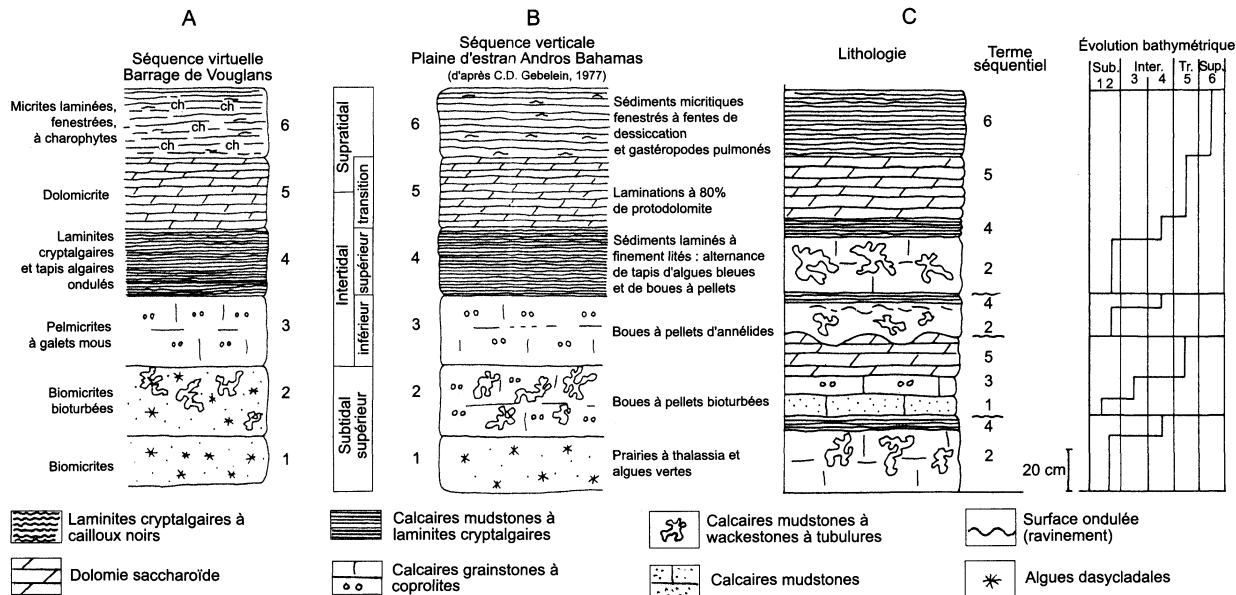 A
B
C
Séquence virtuelle
Barrage de Vouglans
Séquence verticale
Plaine d'estran Andros Bahamas
(d'après C.D. Gebelein, 1977)
Lithologie
Terme
séquentiel
Évolution bathymétrique
Sub.
Inter.
Tr.
Sup.
1 2
3
4
5
6
Micrites laminées,
fenestrées,
à charophytes
ch
ch
ch
ch
ch
6
Dolomicrite
5
Laminites
cryptalgaires
et tapis algaires
ondulés
4
Pelmicrites
à galets mous
3
Biomicrites
bioturbées
2
Biomicrites
1
Supratidal
transition
Intertidal
supérieur
inférieur
Subtidal
supérieur
6
Sédiments micritiques
fenestrés à fentes de
dessiccation
et gastéropodes pulmonés
5
Laminations à 80%
de protodolomite
4
Sédiments laminés à
finement lités : alternance
de tapis d'algues bleues
et de boues à pellets
3
Boues à pellets d'annélides
2
Boues à pellets bioturbées
1
Prairies à thalassia et
algues vertes
6
5
4
2
4
2
5
3
1
4
2
20 cm
Laminites cryptalgaires à
cailloux noirs
Calcaires mudstones à
laminites cryptalgaires
Calcaires mudstones à
wackestones à tubulures
Surface ondulée
(ravinement)
Dolomie saccharoïde
Calcaires grainstones à
coprolites
Calcaires mudstones
Algues dasycladales